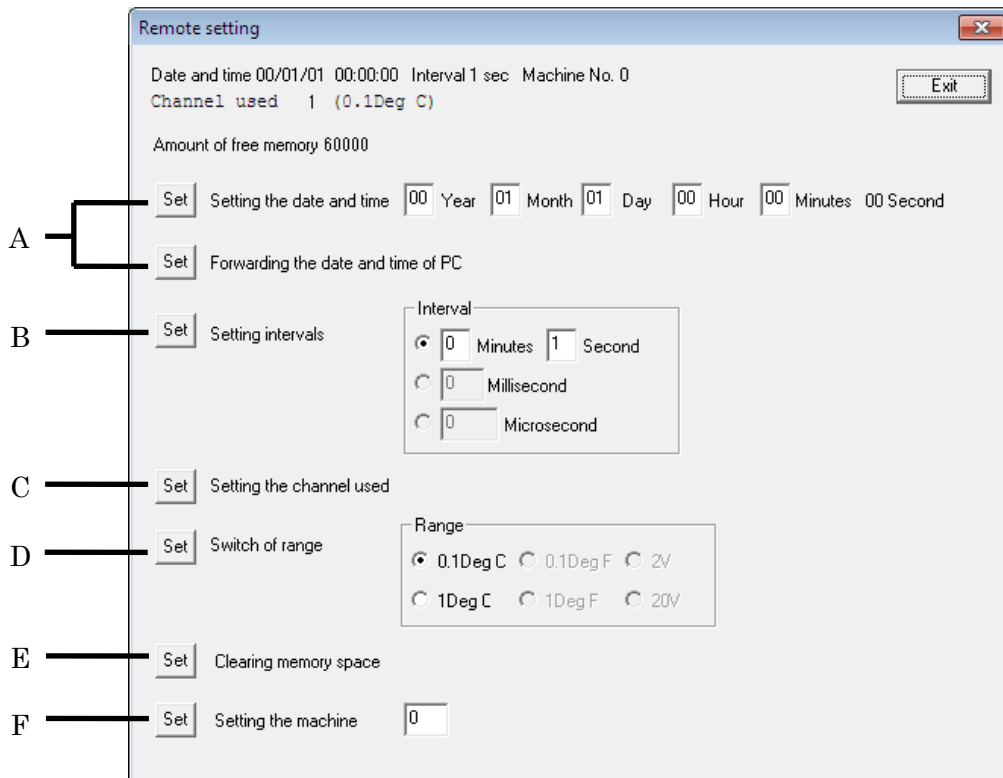 Remote setting
Date and time 00/01/01 00:00:00 Interval 1 sec Machine No. 0
Exit
Channel used 1 (0.1Deg C)
Amount of free memory 60000
Set Setting the date and time 00 Year 01 Month 01 Day 00 Hour 00 Minutes 00 Second
A
Set Forwarding the date and time of PC
Interval
B Set Setting intervals
0 Minutes 1 Second
0 Millisecond
0 Microsecond
C Set Setting the channel used
Range
D Set Switch of range
0.1Deg C 0.1Deg F 2V
1Deg C 1Deg F 20V
E Set Clearing memory space
F Set Setting the machine 0